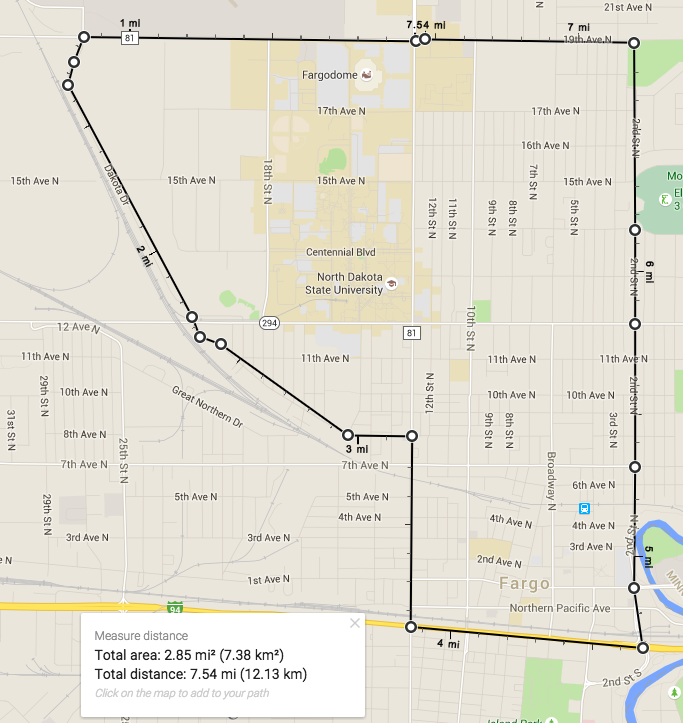 21st Ave N
1 mi
81
7.54 mi
7 mi
19th Ave N
Fargodome
17th Ave N
17th Ave N
2nd St N
16th Ave N
Dakota Dr
18th St N
7th St N
Mo
15th Ave N
15th Ave N
15th Ave N
15th Ave N
El
3
12th St N
11th St N
9th St N
8th St N
5th St N
2 mi
Centennial Blvd
North Dakota
State University
2nd St N
6 mi
294
81
10th St N
12 Ave N
11th Ave N
11th Ave N
11th Ave N
29th St N
10th Ave N
Great Northern Dr
12th St N
10th Ave N
10th Ave N
2nd St N
31st St N
25th St N
8th Ave N
9th St N
8th St N
3rd St N
3 mi
7th Ave N
7th Ave N
Broadway N
6th Ave N
29th St N
5th Ave N
5th Ave N
4th Ave N
4th Ave N
4th Ave N
2nd St N
3rd Ave N
3rd Ave N
3rd Ave N
5 mi
2nd Ave N
e N
1st Ave N
Fargo
MINN
94
Northern Pacific Ave
4 mi
2nd St S
Measure distance
Total area: 2.85 mi² (7.38 km²)
Total distance: 7.54 mi (12.13 km)
Click on the map to add to your path
Island Park